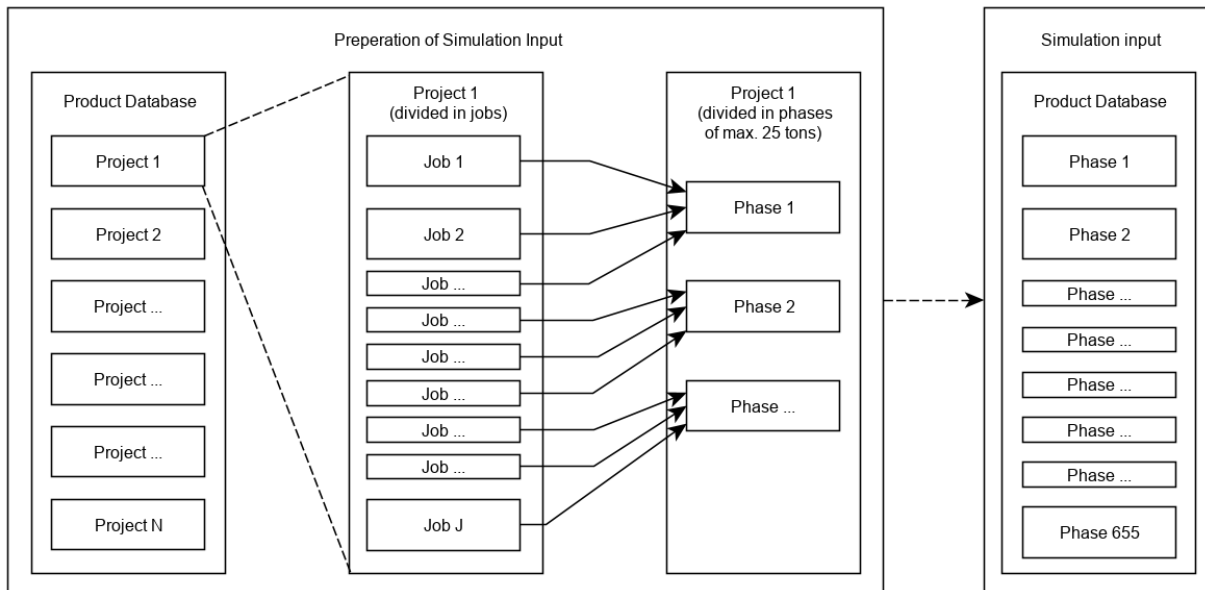 Preperation of Simulation Input
Product Database
Project 1
Project 2
Project ...
Project ...
Project ...
Project N
Project 1
(divided in jobs)
Job 1
Job 2
Job ...
Job ...
Job ...
Job ...
Job ...
Job ...
Job J
Project 1
(divided in phases
of max. 25 tons)
Phase 1
Phase 2
Phase ...
Simulation input
Product Database
Phase 1
Phase 2
Phase ...
Phase ...
Phase ...
Phase ...
Phase ...
Phase 655